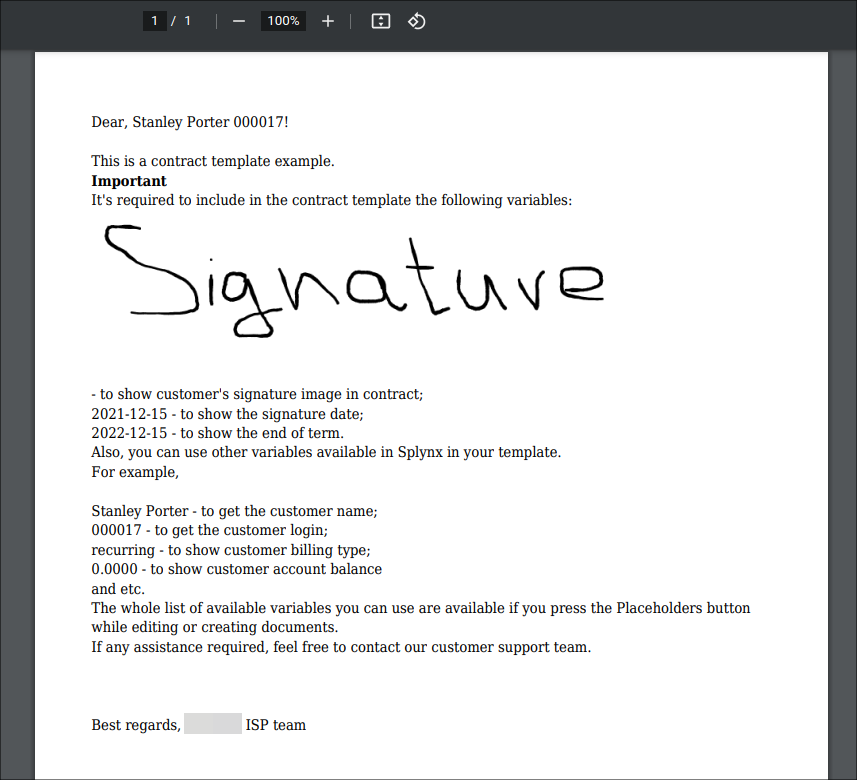 1 / 1 — 100% +
Dear, Stanley Porter 000017!
This is a contract template example.
Important
It's required to include in the contract template the following variables:
Signature
- to show customer's signature image in contract;
2021-12-15 - to show the signature date;
2022-12-15 - to show the end of term.
Also, you can use other variables available in Splynx in your template.
For example,
Stanley Porter - to get the customer name;
000017 - to get the customer login;
recurring - to show customer billing type;
0.0000 - to show customer account balance
and etc.
The whole list of available variables you can use are available if you press the Placeholders button
while editing or creating documents.
If any assistance required, feel free to contact our customer support team.
Best regards, ISP team